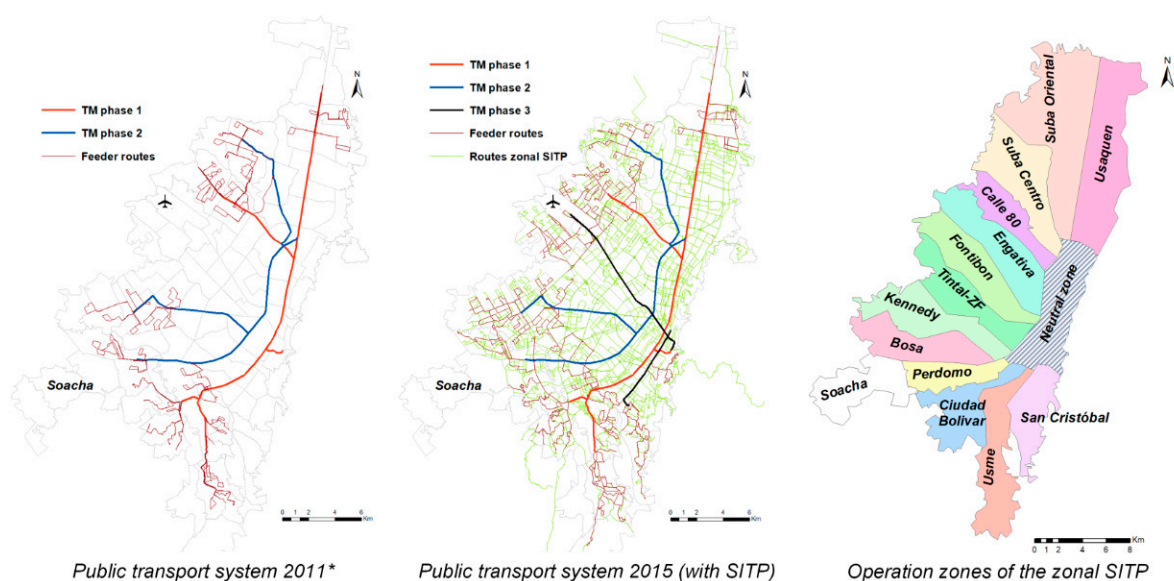 TM phase 1
TM phase 2
Feeder routes
N
Soacha
0 1 2 4 6
Km
Public transport system 2011*
TM phase 1
TM phase 2
TM phase 3
Feeder routes
Routes zonal SITP
N
Soacha
0 1 2 4 6
Km
Public transport system 2015 (with SITP)
N
Suba Oriental
Usaquen
Suba Centro
Calle 80
Engativa
Fontibon
Tintal-ZF
Neutral zone
Kennedy
Bosa
Perdomo
Soacha
Ciudad
Bolivar
San Cristóbal
Usme
0 1 2 4 6 8
Km
Operation zones of the zonal SITP